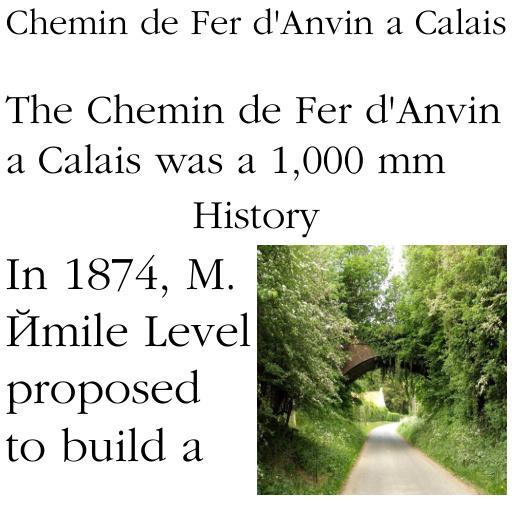 Chemin de Fer d'Anvin a Calais
The Chemin de Fer d'Anvin
a Calais was a 1,000 mm
History
In 1874, M.
Йmile Level
proposed
to build a